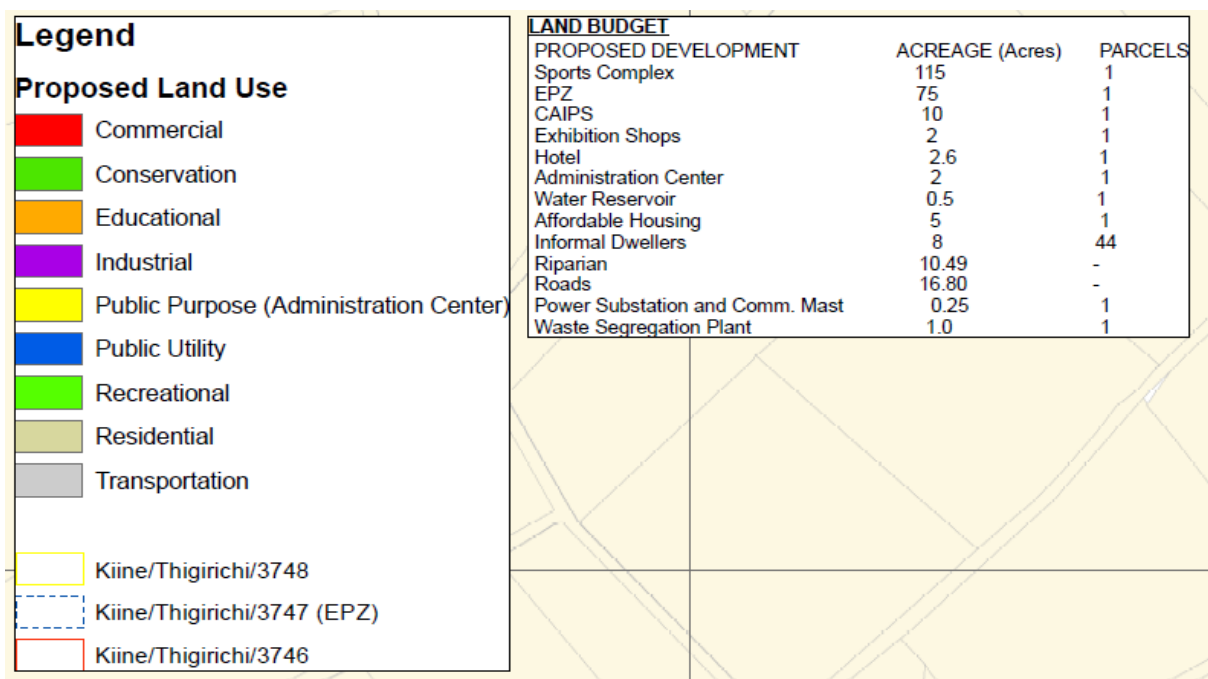 Legend
Proposed Land Use
Commercial
Conservation
Educational
Industrial
Public Purpose (Administration Center)
Public Utility
Recreational
Residential
Transportation
Kiine/Thigirichi/3748
Kiine/Thigirichi/3747 (EPZ)
Kiine/Thigirichi/3746
LAND BUDGET
PROPOSED DEVELOPMENT ACREAGE (Acres) PARCELS
Sports Complex 115 1
EPZ 75 1
CAIPS 10 1
Exhibition Shops 2 1
Hotel 2.6 1
Administration Center 2 1
Water Reservoir 0.5 1
Affordable Housing 5 1
Informal Dwellers 8 44
Riparian 10.49 -
Roads 16.80 -
Power Substation and Comm. Mast 0.25 1
Waste Segregation Plant 1.0 1